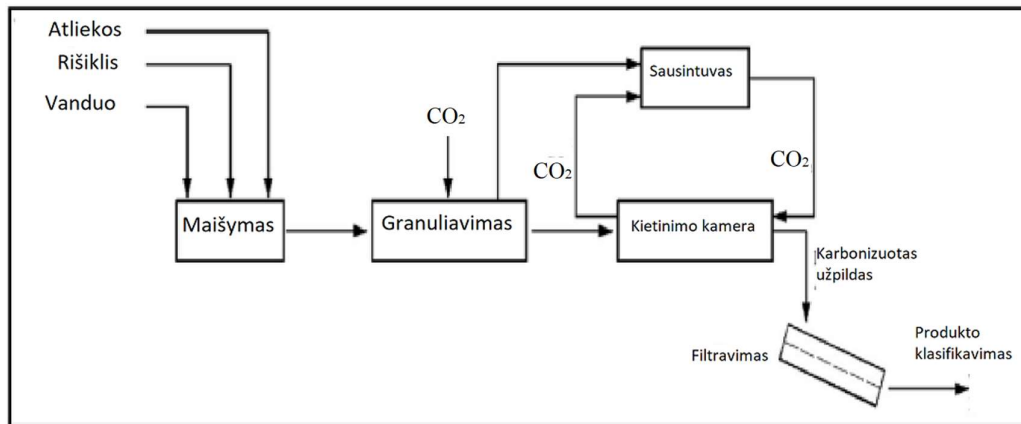 Atliekos
Rišiklis
Vanduo
CO₂
Sausintuvas
CO₂
CO₂
Maišymas
Granuliavimas
Kietinimo kamera
Karbonizuotas
užpildas
Filtravimas
Produkto
klasifikavimas